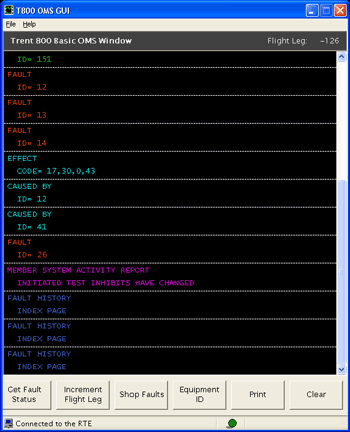 T800 OMS GUI
File Help
Trent 800 Basic OMS Window Flight Leg: -126
ID= 151
FAULT
ID= 12
FAULT
ID= 13
FAULT
ID= 14
EFFECT
CODE= 17,30,0,43
CAUSED BY
ID= 12
CAUSED BY
ID= 41
FAULT
ID= 26
MEMBER SYSTEM ACTIVITY REPORT
INITIATED TEST INHIBITS HAVE CHANGED
FAULT HISTORY
INDEX PAGE
FAULT HISTORY
INDEX PAGE
FAULT HISTORY
INDEX PAGE
Get Fault
Status
Increment
Flight Leg
Shop Faults
Equipment
ID
Print
Clear
Connected to the RTE